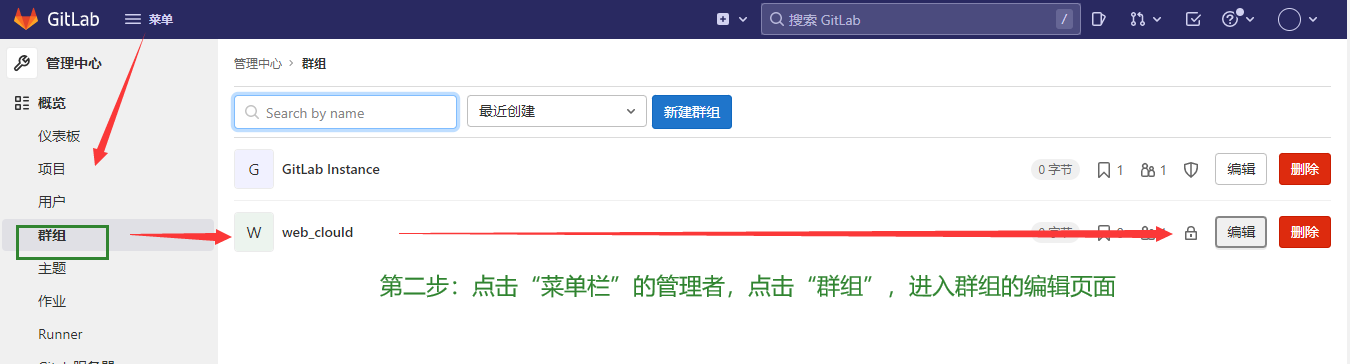 GitLab 菜单 搜索 GitLab /
管理中心
管理中心 › 群组
概览
Search by name 最近创建 新建群组
仪表板
项目
G GitLab Instance 0 字节 1 1 编辑 删除
用户
群组
W web_clould 0 字节 编辑 删除
主题
第二步：点击“菜单栏”的管理者，点击“群组”，进入群组的编辑页面
作业
Runner